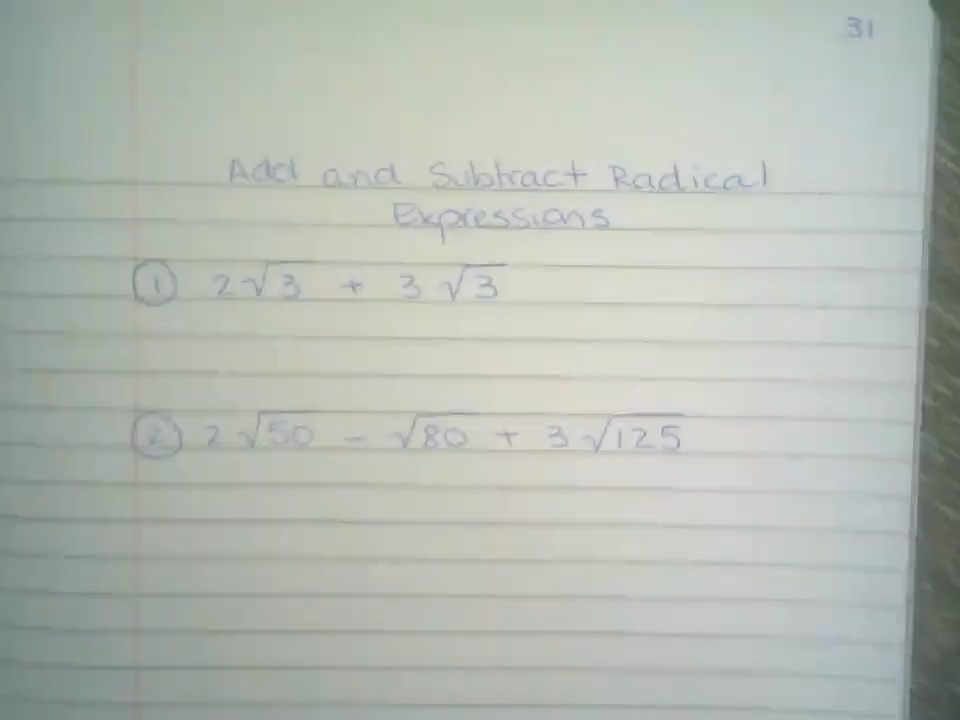 31
Add and Subtract Radical
Expressions
① 2√3 + 3√3
② 2√50 - √80 + 3√125